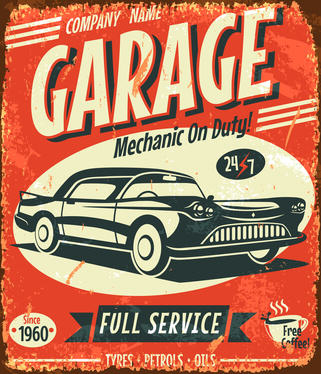 COMPANY NAME
GARAGE
Mechanic On Duty!
24 7
Since
1960
FULL SERVICE
Free
Coffee!
TYRES • PETROLS • OILS